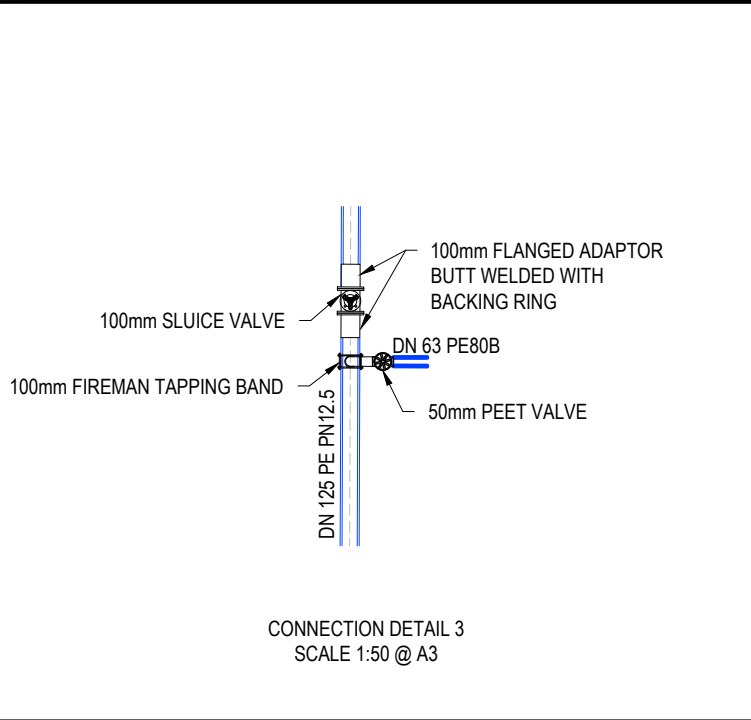 100mm FLANGED ADAPTOR
BUTT WELDED WITH
BACKING RING
100mm SLUICE VALVE
DN 63 PE80B
100mm FIREMAN TAPPING BAND
50mm PEET VALVE
DN 125 PE PN12.5
CONNECTION DETAIL 3
SCALE 1:50 @ A3